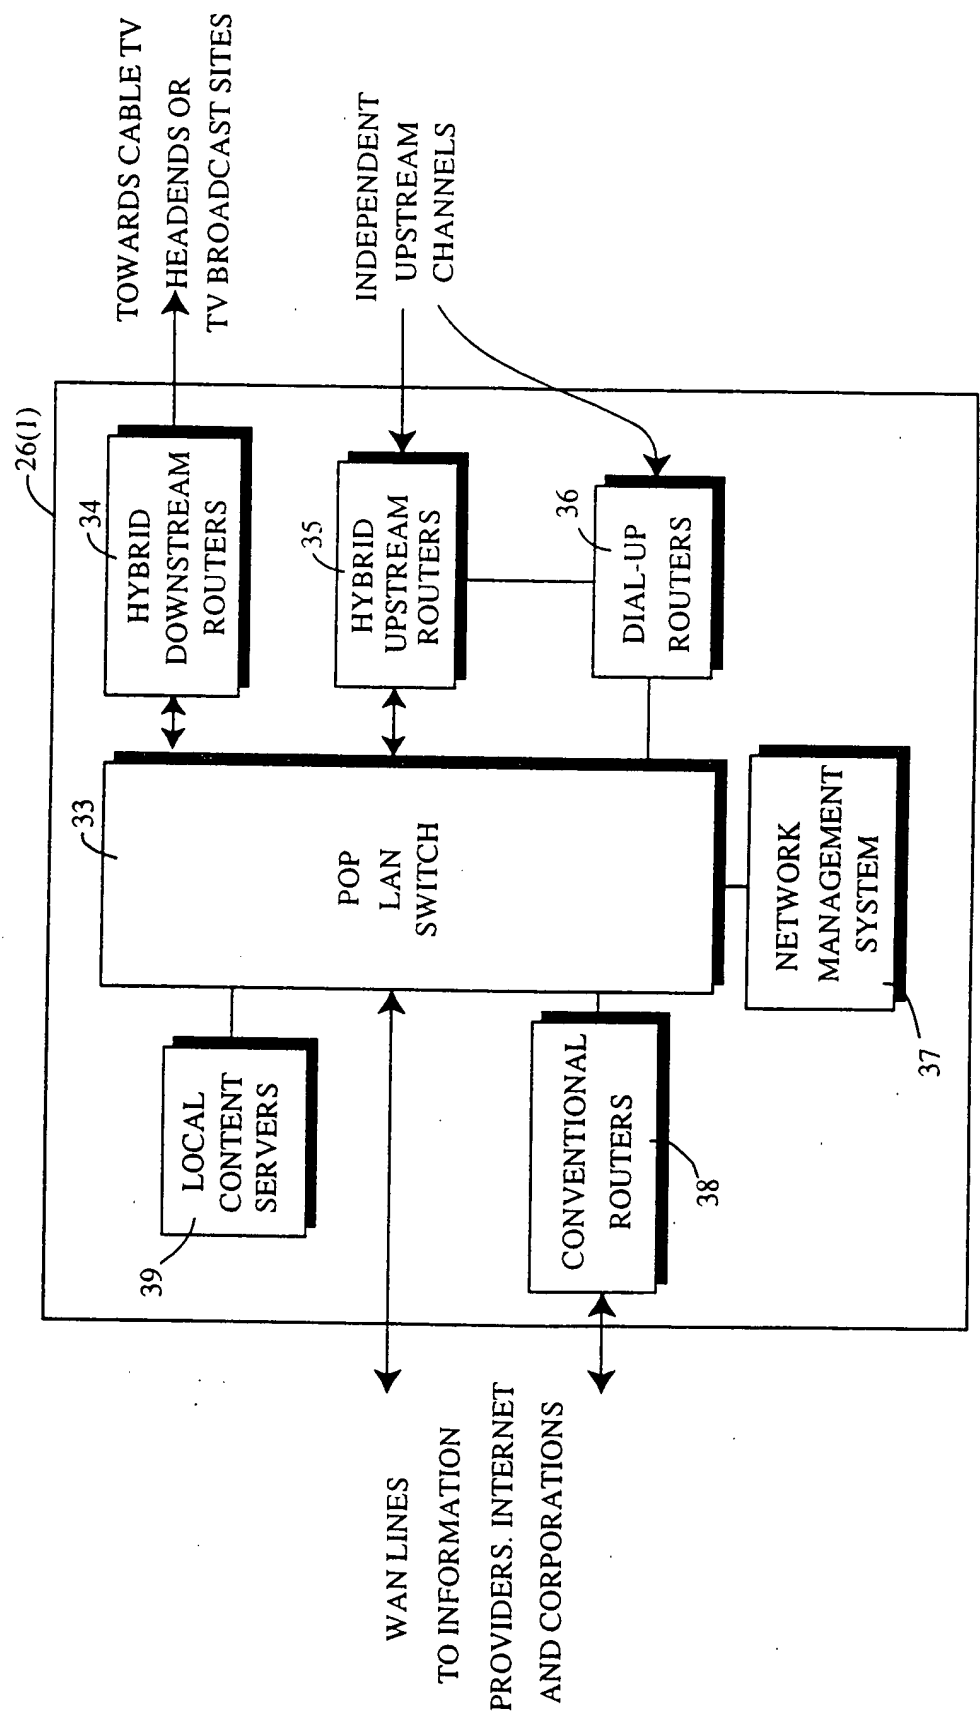 26(1)
34
HYBRID
DOWNSTREAM
ROUTERS
TOWARDS CABLE TV
HEADENDS OR
TV BROADCAST SITES
33
POP
LAN
SWITCH
35
HYBRID
UPSTREAM
ROUTERS
INDEPENDENT
UPSTREAM
CHANNELS
39
LOCAL
CONTENT
SERVERS
36
DIAL-UP
ROUTERS
WAN LINES
TO INFORMATION
PROVIDERS. INTERNET
AND CORPORATIONS
CONVENTIONAL
ROUTERS
38
NETWORK
MANAGEMENT
SYSTEM
37